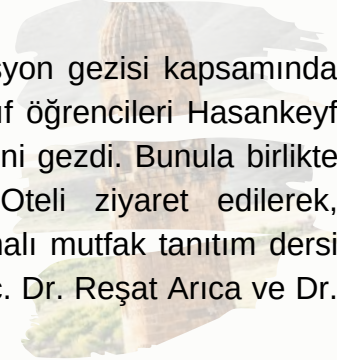 syon gezisi kapsamında
ıf öğrencileri Hasankeyf
ni gezdi. Bunula birlikte
Oteli ziyaret edilerek,
nalı mutfak tanıtım dersi
. Dr. Reşat Arıca ve Dr.